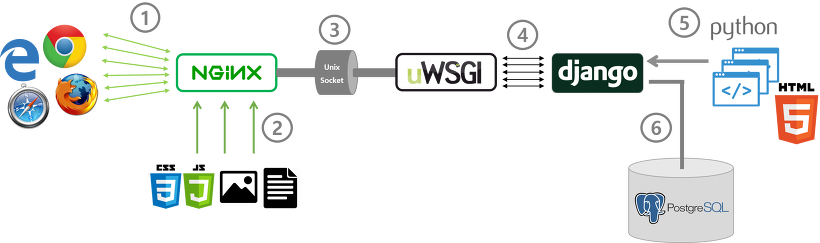 1
3
4
5
python
NGINX
Unix
Socket
uWSGI
django
</>
HTML
5
2
6
CSS
3
JS
PostgreSQL